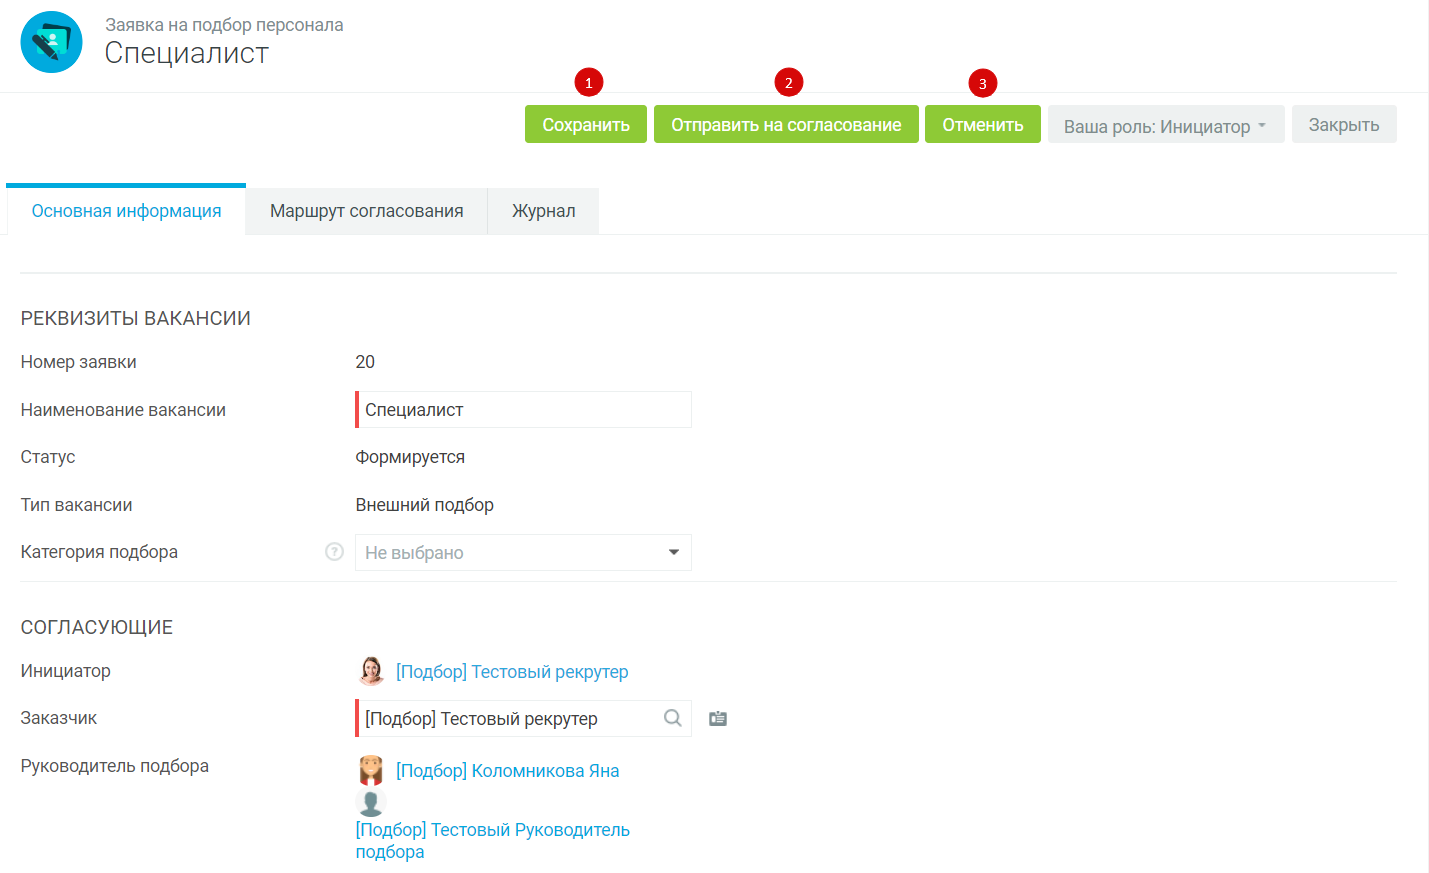 Заявка на подбор персонала
Специалист
1 2 3
Сохранить Отправить на согласование Отменить Ваша роль: Инициатор Закрыть
Основная информация Маршрут согласования Журнал
РЕКВИЗИТЫ ВАКАНСИИ
Номер заявки 20
Наименование вакансии Специалист
Статус Формируется
Тип вакансии Внешний подбор
Категория подбора ? Не выбрано
СОГЛАСУЮЩИЕ
Инициатор [Подбор] Тестовый рекрутер
Заказчик [Подбор] Тестовый рекрутер
Руководитель подбора [Подбор] Коломникова Яна
[Подбор] Тестовый Руководитель
подбора